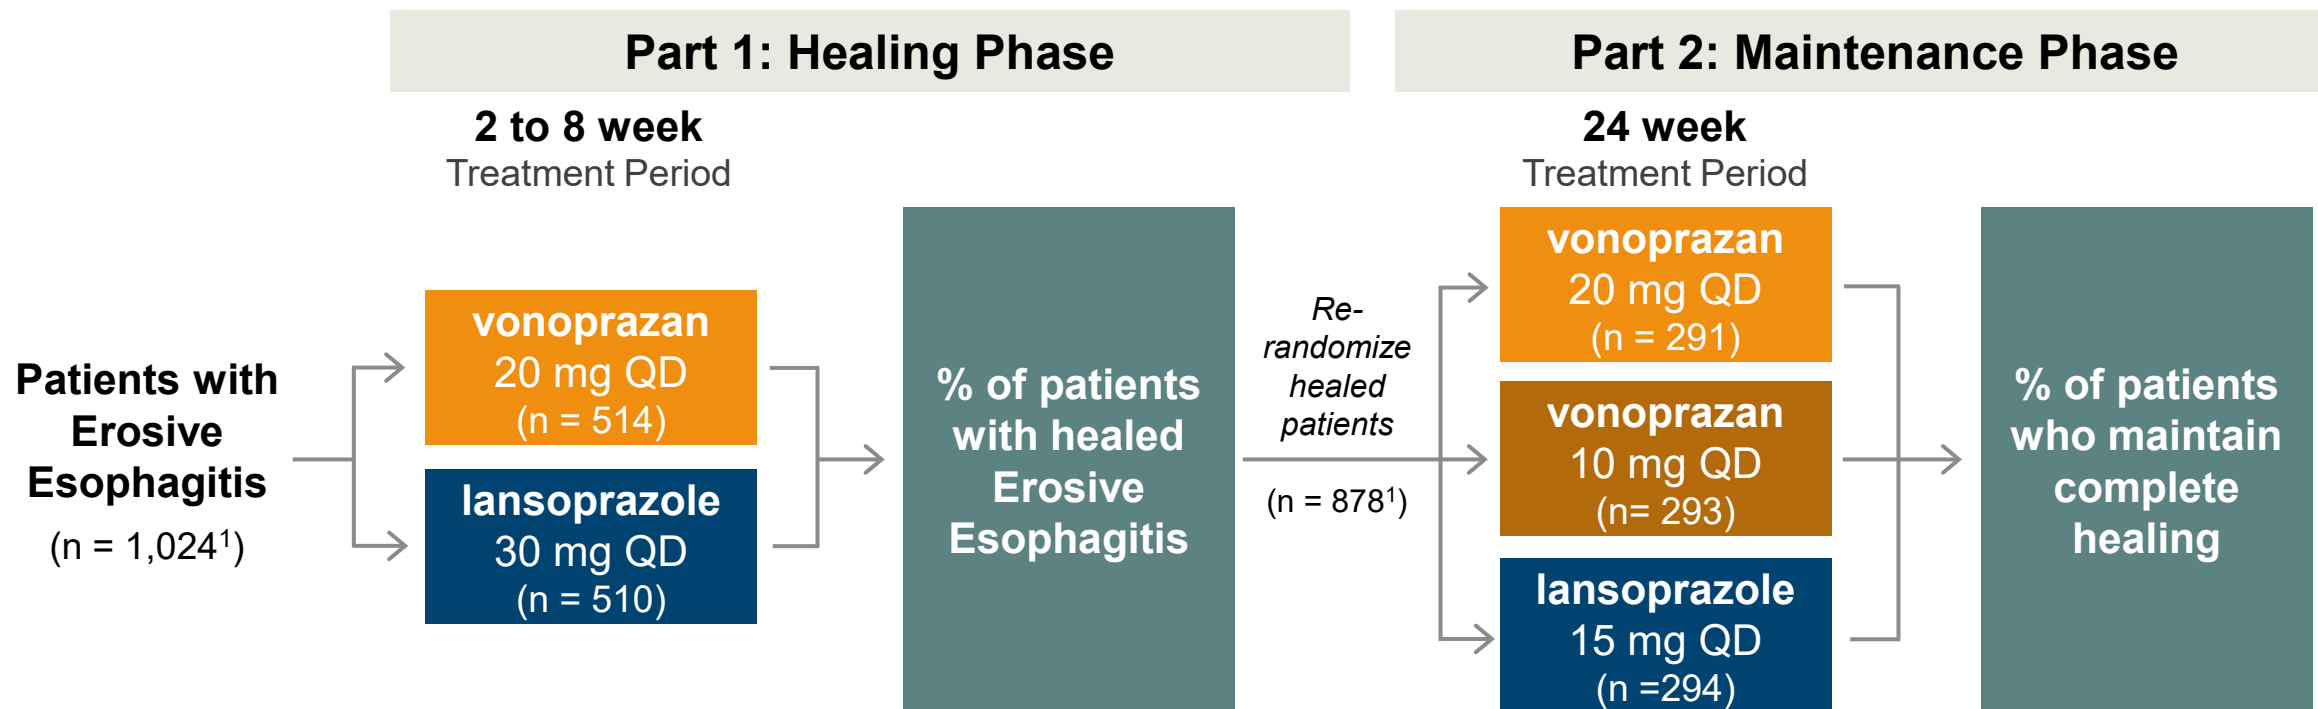 Part 1: Healing Phase
Part 2: Maintenance Phase
2 to 8 week
Treatment Period
24 week
Treatment Period
Patients with
Erosive
Esophagitis
(n = 1,024¹)
vonoprazan
20 mg QD
(n = 514)
lansoprazole
30 mg QD
(n = 510)
% of patients
with healed
Erosive
Esophagitis
Re-
randomize
healed
patients
(n = 878¹)
vonoprazan
20 mg QD
(n = 291)
vonoprazan
10 mg QD
(n= 293)
lansoprazole
15 mg QD
(n =294)
% of patients
who maintain
complete
healing